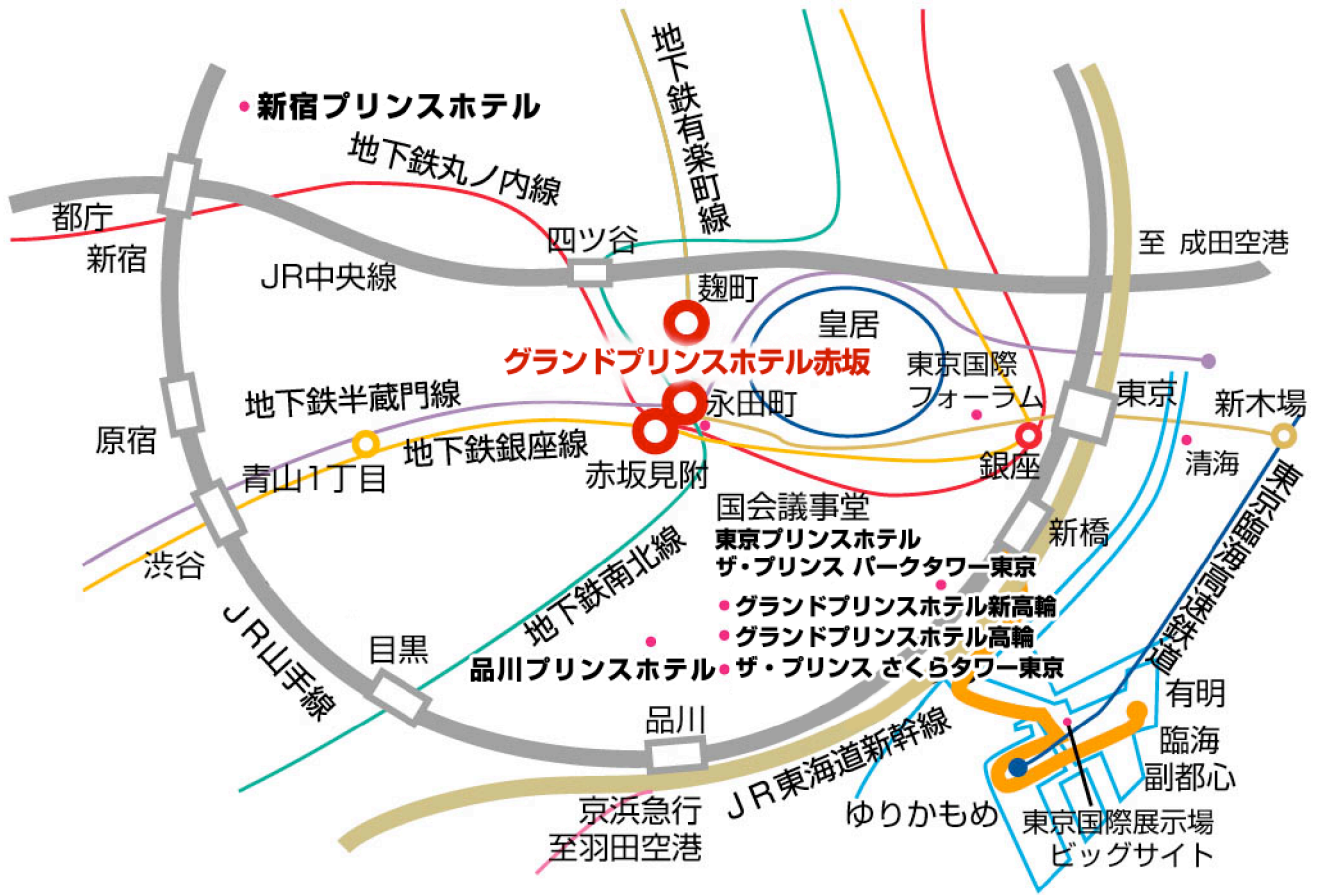 新宿プリンスホテル
地下鉄有楽町線
地下鉄丸ノ内線
都庁
新宿
四ツ谷
至 成田空港
JR中央線
麹町
皇居
グランドプリンスホテル赤坂
東京国際
フォーラム
東京
新木場
地下鉄半蔵門線
永田町
原宿
地下鉄銀座線
銀座
清海
青山1丁目
赤坂見附
国会議事堂
新橋
東京プリンスホテル
ザ・プリンス パークタワー東京
東京臨海高速鉄道
渋谷
地下鉄南北線
グランドプリンスホテル新高輪
グランドプリンスホテル高輪
JR山手線
目黒
品川プリンスホテル
ザ・プリンス さくらタワー東京
有明
品川
臨海
副都心
JR東海道新幹線
京浜急行
至羽田空港
ゆりかもめ
東京国際展示場
ビッグサイト